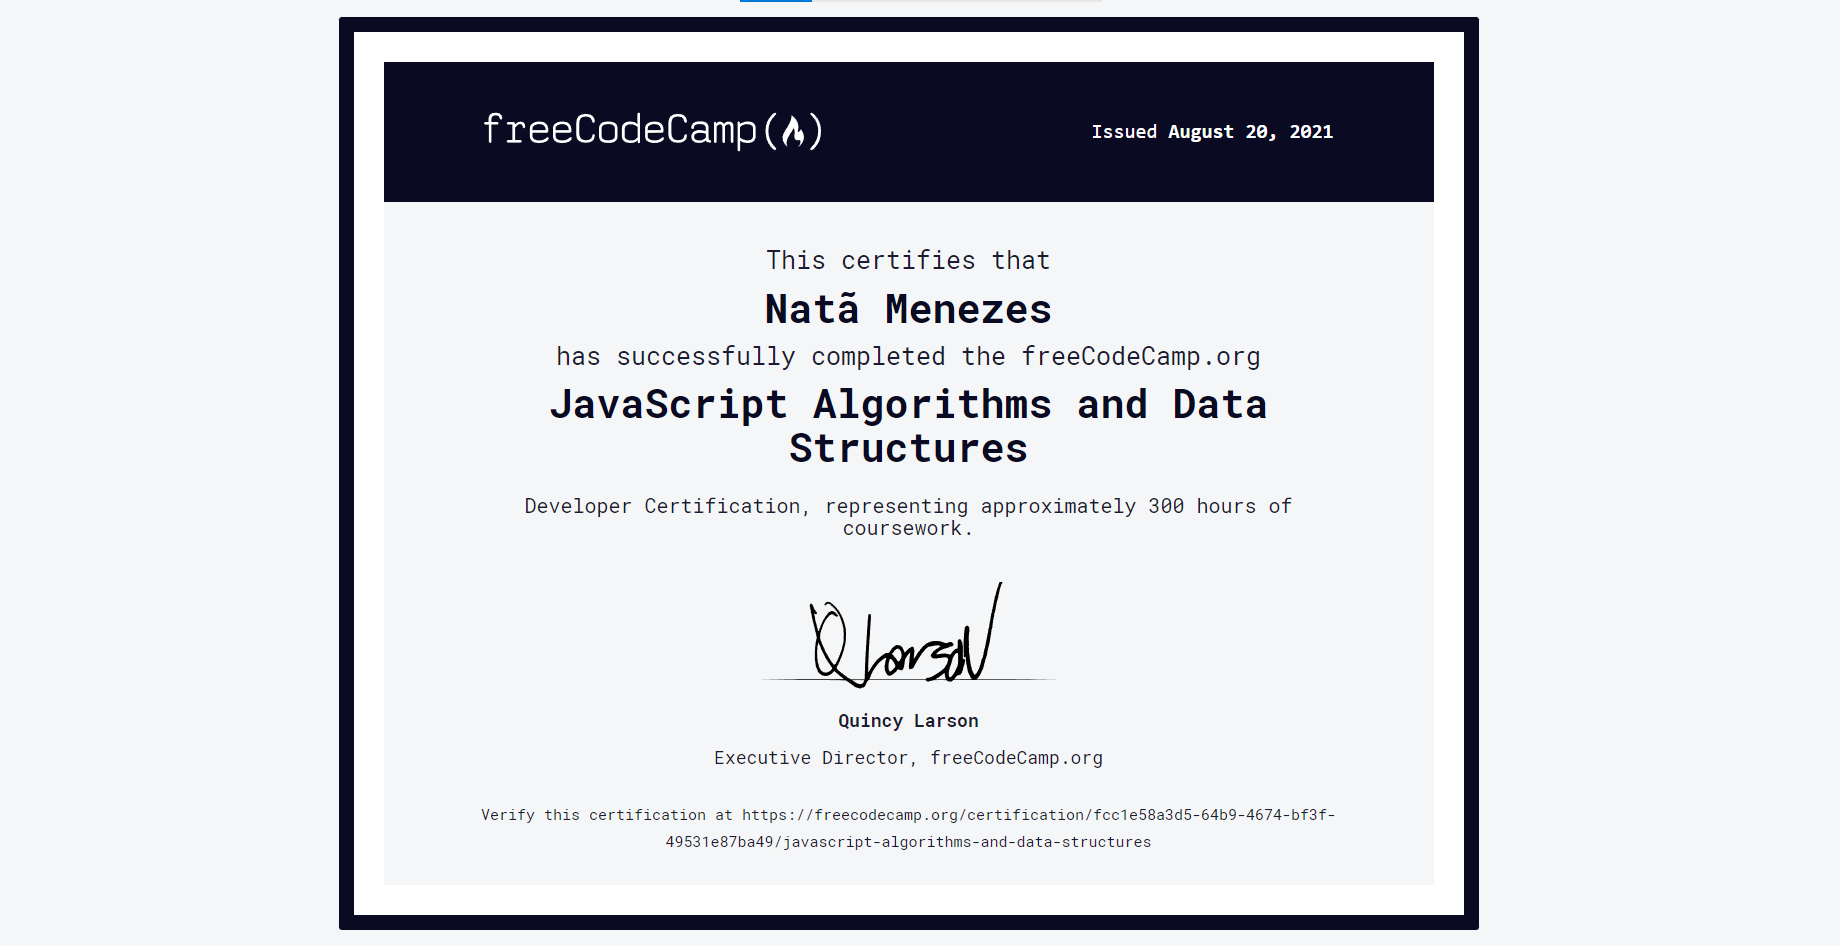 freeCodeCamp
Issued August 20, 2021
This certifies that
Natã Menezes
has successfully completed the freeCodeCamp.org
JavaScript Algorithms and Data
Structures
Developer Certification, representing approximately 300 hours of
coursework.
Q Larson
Quincy Larson
Executive Director, freeCodeCamp.org
Verify this certification at https://freecodecamp.org/certification/fcc1e58a3d5-64b9-4674-bf3f-
49531e87ba49/javascript-algorithms-and-data-structures